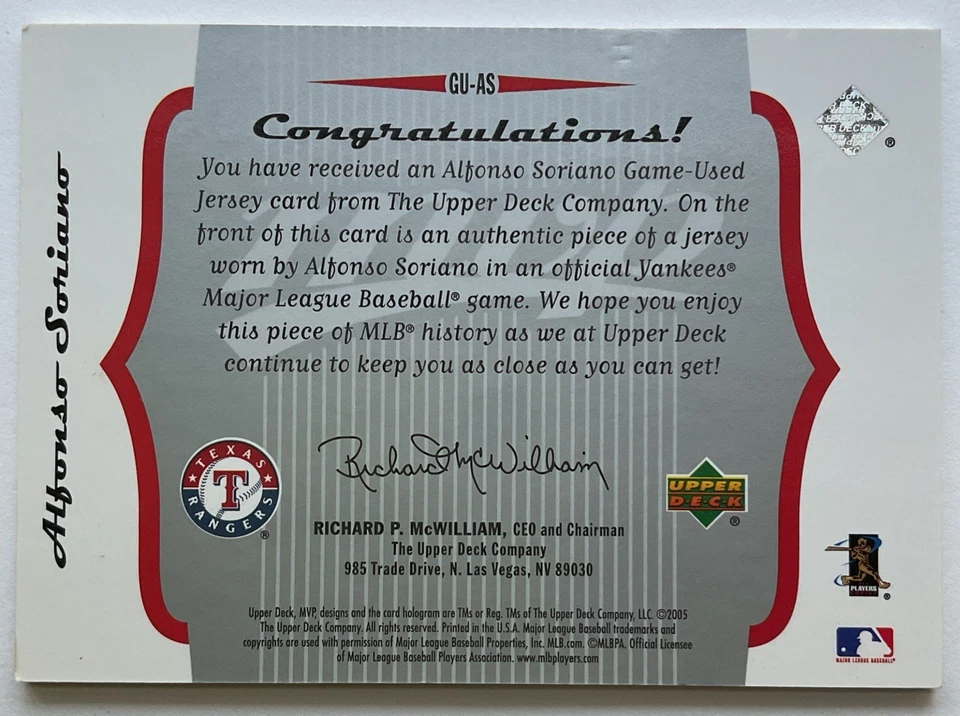 GU-AS
Congratulations!
You have received an Alfonso Soriano Game-Used
Jersey card from The Upper Deck Company. On the
front of this card is an authentic piece of a jersey
worn by Alfonso Soriano in an official Yankees®
Major League Baseball® game. We hope you enjoy
this piece of MLB® history as we at Upper Deck
continue to keep you as close as you can get!
Alfonso Soriano
Richard McWilliam
TEXAS
T
RANGERS
®
UPPER
DECK
®
RICHARD P. McWILLIAM, CEO and Chairman
The Upper Deck Company
985 Trade Drive, N. Las Vegas, NV 89030
Upper Deck, MVP, designs and the card hologram are TMs or Reg. TMs of The Upper Deck Company, LLC. ©2005
The Upper Deck Company. All rights reserved. Printed in the U.S.A. Major League Baseball trademarks and
copyrights are used with permission of Major League Baseball Properties, Inc. MLB.com. ©MLBPA. Official Licensee
of Major League Baseball Players Association. www.mlbplayers.com
®
PLAYERS
®
MAJOR LEAGUE BASEBALL